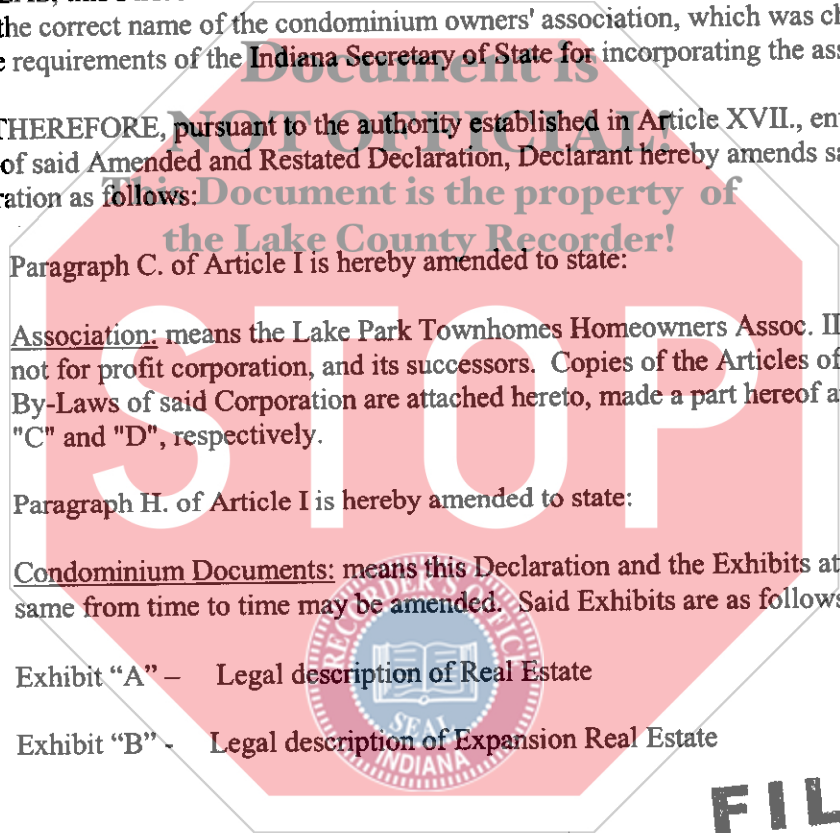 the correct name of the condominium owners' association, which was
requirements of the Indiana Secretary of State for incorporating the
Document is
NOT OFFICIAL!
THEREFORE, pursuant to the authority established in Article XVII.,
of said Amended and Restated Declaration, Declarant hereby amends
as follows:
This Document is the property of
the Lake County Recorder!
Paragraph C. of Article I is hereby amended to state:
Association: means the Lake Park Townhomes Homeowners Assoc.
not for profit corporation, and its successors. Copies of the Articles of
By-Laws of said Corporation are attached hereto, made a part hereof
"C" and "D", respectively.
STOP
Paragraph H. of Article I is hereby amended to state:
Condominium Documents: means this Declaration and the Exhibits
same from time to time may be amended. Said Exhibits are as follows
Exhibit “A” – Legal description of Real Estate
Exhibit “B” - Legal description of Expansion Real Estate
RECORDER'S OFFICE
SEAL
INDIANA
FIL